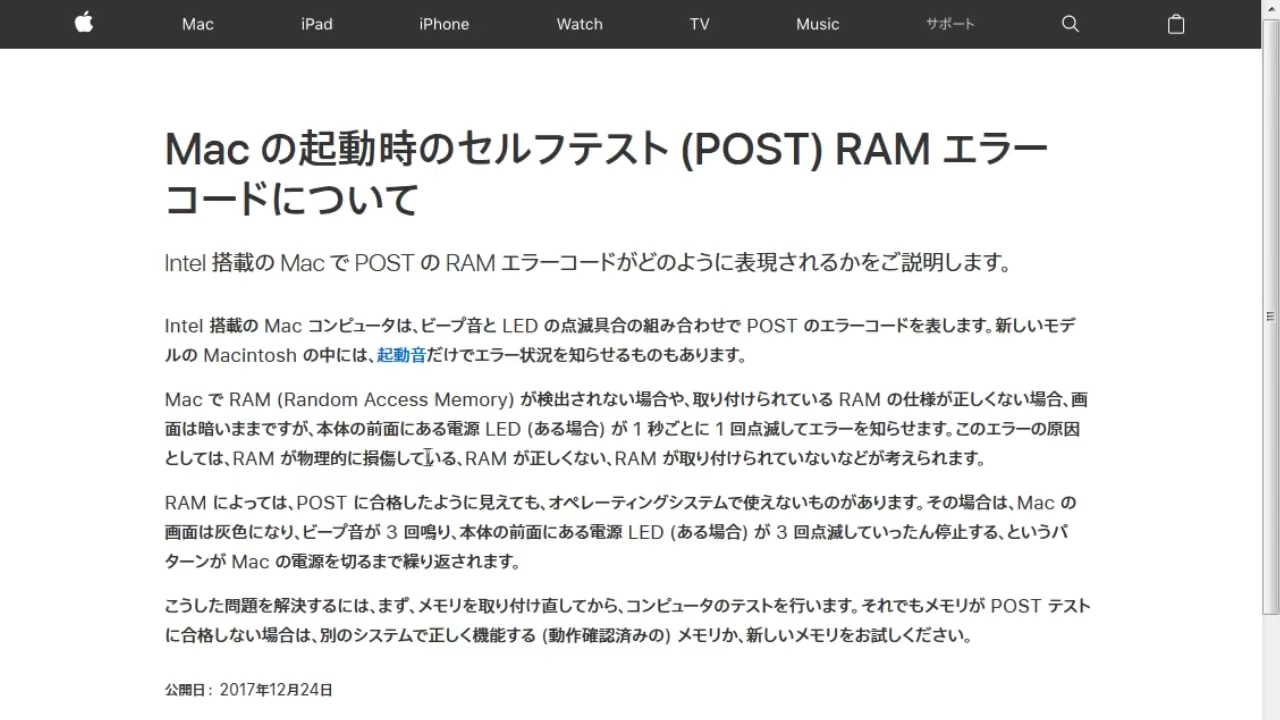 Mac iPad iPhone Watch TV Music サポート
Mac の起動時のセルフテスト (POST) RAM エラー
コードについて
Intel 搭載の Mac で POST の RAM エラーコードがどのように表現されるかをご説明します。
Intel 搭載の Mac コンピュータは、ビープ音と LED の点滅具合の組み合わせで POST のエラーコードを表します。新しいモデ
ルの Macintosh の中には、起動音だけでエラー状況を知らせるものもあります。
Mac で RAM (Random Access Memory) が検出されない場合や、取り付けられている RAM の仕様が正しくない場合、画
面は暗いままですが、本体の前面にある電源 LED (ある場合) が 1 秒ごとに 1 回点滅してエラーを知らせます。このエラーの原因
としては、RAM が物理的に損傷している、RAM が正しくない、RAM が取り付けられていないなどが考えられます。
RAM によっては、POST に合格したように見えても、オペレーティングシステムで使えないものがあります。その場合は、Mac の
画面は灰色になり、ビープ音が 3 回鳴り、本体の前面にある電源 LED (ある場合) が 3 回点滅していったん停止する、というパ
ターンが Mac の電源を切るまで繰り返されます。
こうした問題を解決するには、まず、メモリを取り付け直してから、コンピュータのテストを行います。それでもメモリが POST テスト
に合格しない場合は、別のシステムで正しく機能する (動作確認済みの) メモリか、新しいメモリをお試しください。
公開日: 2017年12月24日